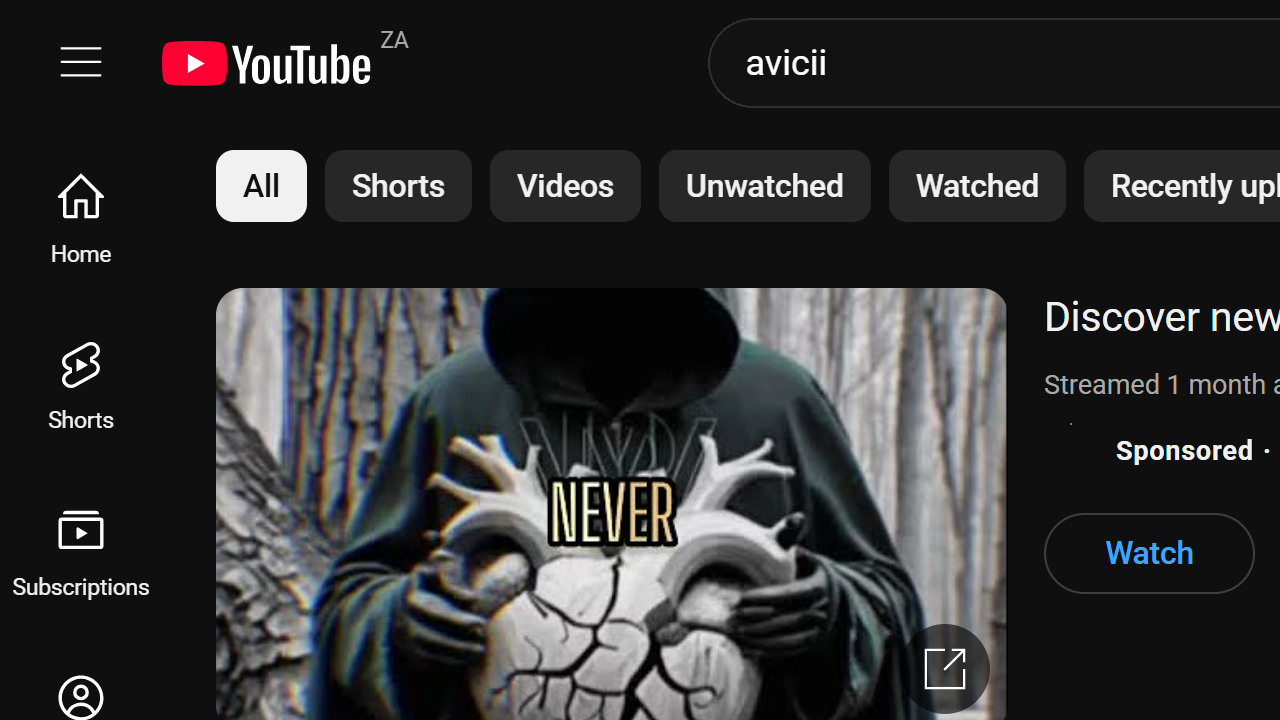 YouTube ZA
avicii
All Shorts Videos Unwatched Watched Recently upl
Home
Shorts
Subscriptions
NEVER
Discover new
Streamed 1 month a
Sponsored ·
Watch